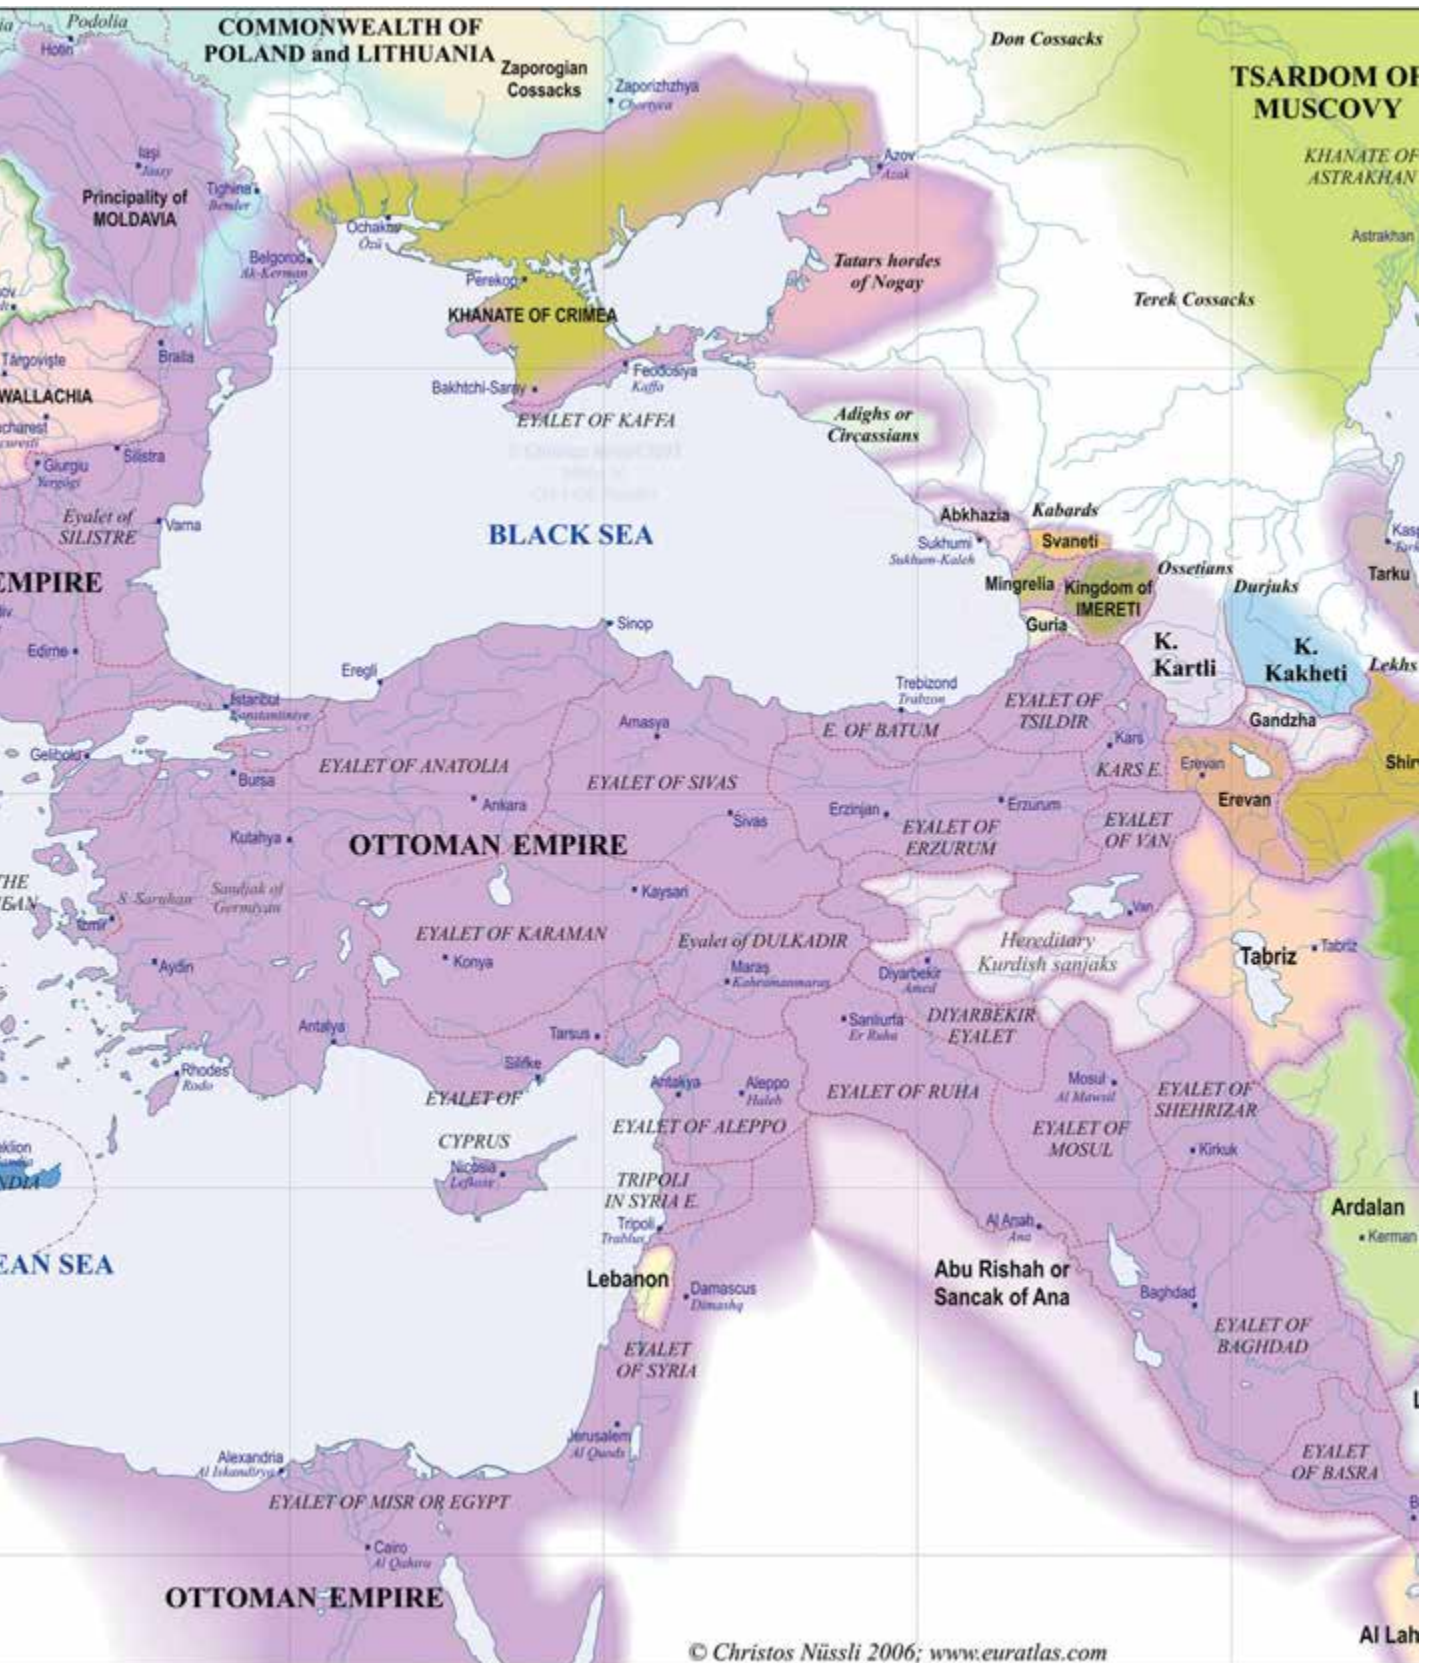 Podolia
Hotin
COMMONWEALTH OF
POLAND and LITHUANIA
Zaporogian
Cossacks
Zaporizhzhya
Chortyca
Don Cossacks
TSARDOM OF
MUSCOVY
KHANATE OF
ASTRAKHAN
Astrakhan
Iaşi
Jassy
Principality of
MOLDAVIA
Tighina
Bender
Belgorod
Ak-Kerman
Ochakov
Özü
Azov
Azak
Perekop
KHANATE OF CRIMEA
Tatars hordes
of Nogay
Terek Cossacks
Târgovişte
Braila
WALLACHIA
Bakhtchi-Saray
Feodosiya
Kaffa
EYALET OF KAFFA
Adighs or
Circassians
Giurgiu
Yergögi
Silistra
Eyalet of
SILISTRE
Varna
BLACK SEA
Abkhazia
Kabards
Sukhumi
Sukhum-Kaleh
Svaneti
Mingrelia
Kingdom of
IMERETI
Ossetians
Durjuks
Tarku
Guria
EMPIRE
Edirne
Sinop
Eregli
K.
Kartli
K.
Kakheti
Lekhs
Istanbul
Konstantiniye
Trebizond
Trabzon
EYALET OF
TSILDIR
Gandzha
Amasya
E. OF BATUM
Kars
Gelibolu
Bursa
EYALET OF ANATOLIA
EYALET OF SIVAS
KARS E.
Erevan
Erevan
Ankara
Sivas
Erzinjan
Erzurum
Kutahya
OTTOMAN EMPIRE
EYALET OF
ERZURUM
EYALET
OF VAN
S. Saruhan
Sandjak of
Germiyan
Kaysari
Van
Izmir
EYALET OF KARAMAN
Eyalet of DULKADIR
Hereditary
Kurdish sanjaks
Tabriz
Tabriz
Aydin
Konya
Maraş
Kahramanmaraş
Diyarbekir
Amed
Antalya
Tarsus
Sanliurfa
Er Ruha
DIYARBEKIR
EYALET
Rhodes
Rodo
Silifke
EYALET OF
CYPRUS
Nicosia
Lefkoşe
Antakya
Aleppo
Haleb
EYALET OF ALEPPO
EYALET OF RUHA
Mosul
Al Mawsil
EYALET OF
MOSUL
EYALET OF
SHEHRIZAR
Kirkuk
TRIPOLI
IN SYRIA E.
Tripoli
Trablus
Al Anah
Ana
Ardalan
Kerman
EAN SEA
Lebanon
Damascus
Dimashq
Abu Rishah or
Sancak of Ana
Baghdad
EYALET OF
BAGHDAD
EYALET
OF SYRIA
Jerusalem
Al Quods
EYALET
OF BASRA
Alexandria
Al Iskandirya
EYALET OF MISR OR EGYPT
Cairo
Al Qahira
OTTOMAN EMPIRE
Al Lah
© Christos Nüssli 2006; www.euratlas.com